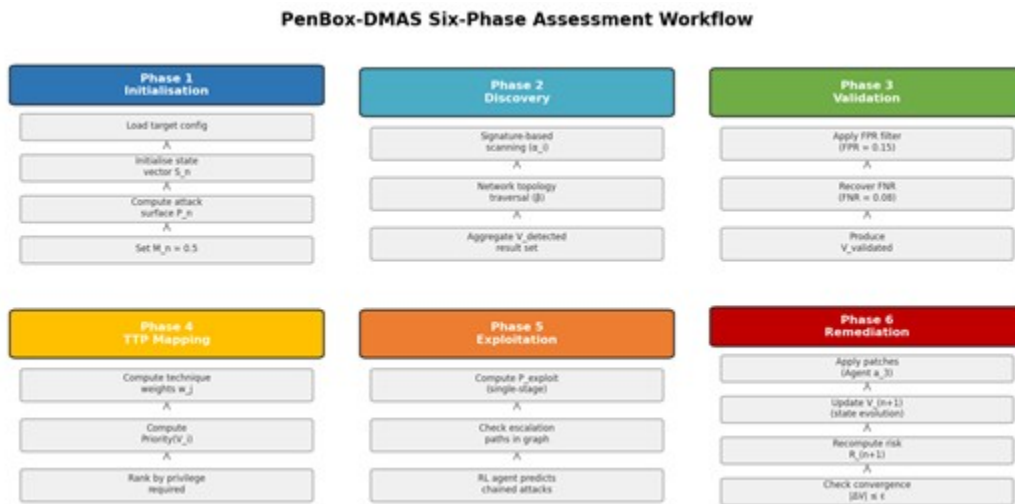 PenBox-DMAS Six-Phase Assessment Workflow
Phase 1
Initialisation
Load target config
Initialise state
vector S_n
Compute attack
surface P_n
Set M_n = 0.5
Phase 2
Discovery
Signature-based
scanning (α_i)
Network topology
traversal (β)
Aggregate V_detected
result set
Phase 3
Validation
Apply FPR filter
(FPR = 0.15)
Recover FNR
(FNR = 0.08)
Produce
V_validated
Phase 4
TTP Mapping
Compute technique
weights w_j
Compute
Priority(V_i)
Rank by privilege
required
Phase 5
Exploitation
Compute P_exploit
(single-stage)
Check escalation
paths in graph
RL agent predicts
chained attacks
Phase 6
Remediation
Apply patches
(Agent a_3)
Update V_(n+1)
(state evolution)
Recompute risk
R_(n+1)
Check convergence
|ΔV| ≤ ε